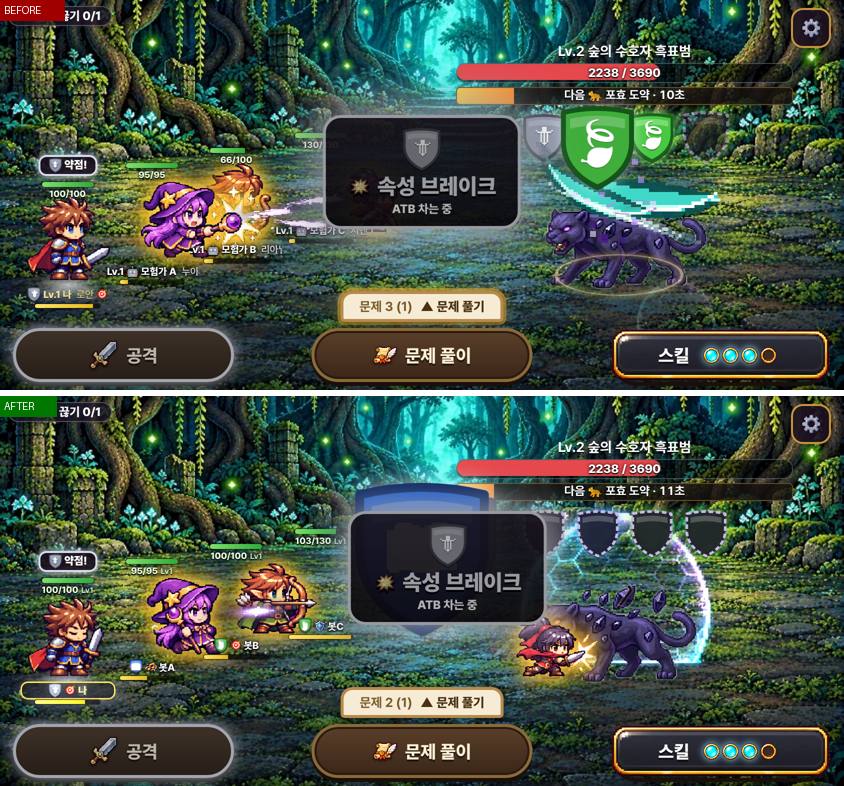 BEFORE
끊기 0/1
Lv.2 숲의 수호자 흑표범
2238 / 3690
다음 포효 도약 · 10초
130/
66/100
95/95
약점!
100/100
속성 브레이크
ATB 차는 중
Lv.1 모험가 C
Lv.1 모험가 B 리아
Lv.1 모험가 A 누아
Lv.1 나 로안
문제 3 (1) ▲ 문제 풀기
공격
문제 풀이
스킬
AFTER
끊기 0/1
Lv.2 숲의 수호자 흑표범
2238 / 3690
다음 포효 도약 · 11초
103/130 Lv1
100/100 Lv1
95/95 Lv1
약점!
100/100 Lv1
속성 브레이크
ATB 차는 중
봇C
봇B
봇A
나
문제 2 (1) ▲ 문제 풀기
공격
문제 풀이
스킬